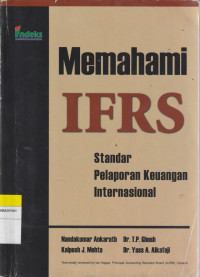 indeks
Memahami
IFRS
Standar
Pelaporan Keuangan
Internasional
Nandakumar Ankarath Dr. T.P. Ghosh
Kalpesh J. Mehta Dr. Yass A. Alkafaji